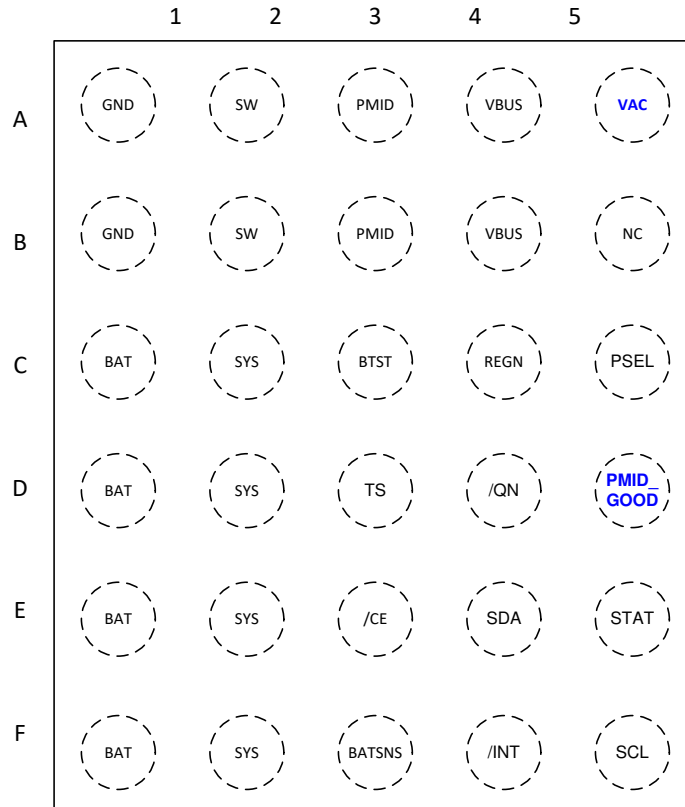 1 2 3 4 5
A GND SW PMID VBUS VAC
B GND SW PMID VBUS NC
C BAT SYS BTST REGN PSEL
D BAT SYS TS /QN PMID_
GOOD
E BAT SYS /CE SDA STAT
F BAT SYS BATSNS /INT SCL